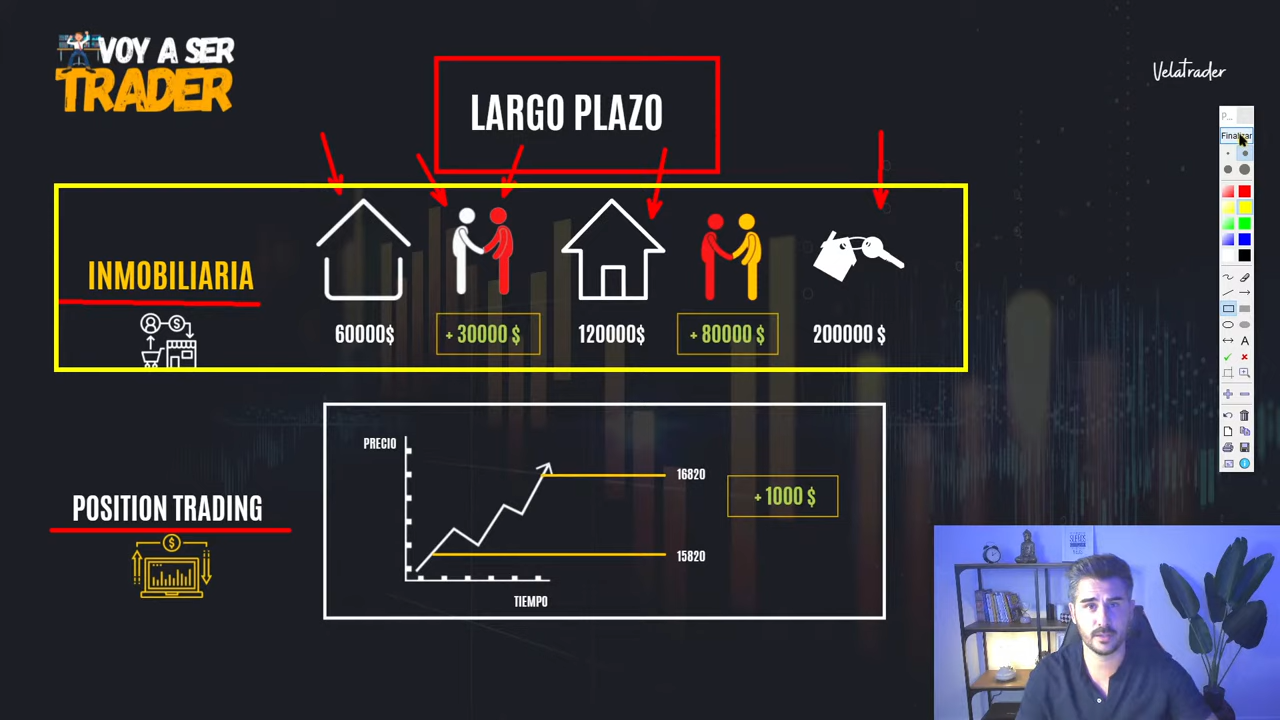 VOY A SER
TRADER
LARGO PLAZO
Velatrader
P...
Finalizar
INMOBILIARIA
60000$
+ 30000 $
120000$
+ 80000 $
200000 $
PRECIO
16820
+ 1000 $
POSITION TRADING
15820
TIEMPO
A